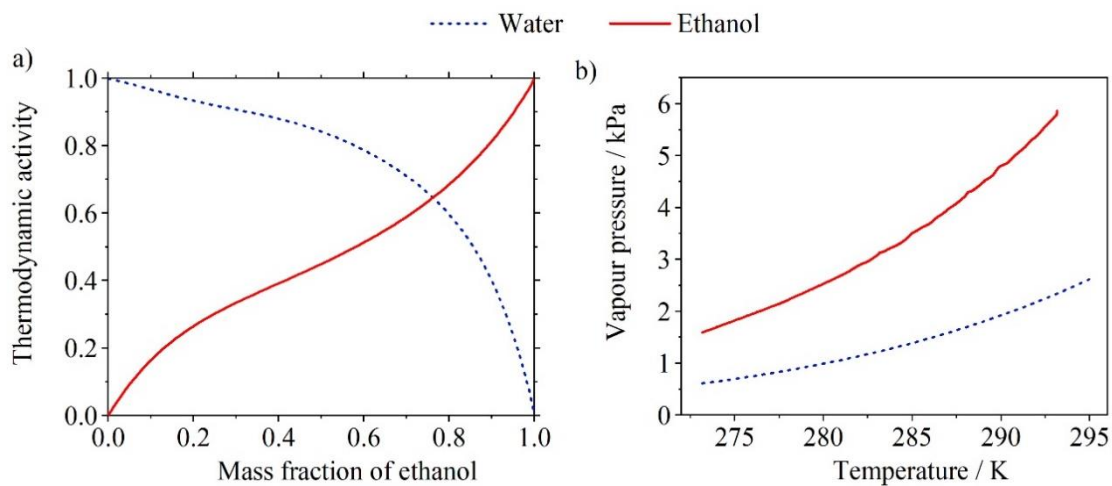 Water Ethanol
a)
Thermodynamic activity
1.0
0.8
0.6
0.4
0.2
0.0
0.0 0.2 0.4 0.6 0.8 1.0
Mass fraction of ethanol
b)
Vapour pressure / kPa
6
5
4
3
2
1
0
275 280 285 290 295
Temperature / K